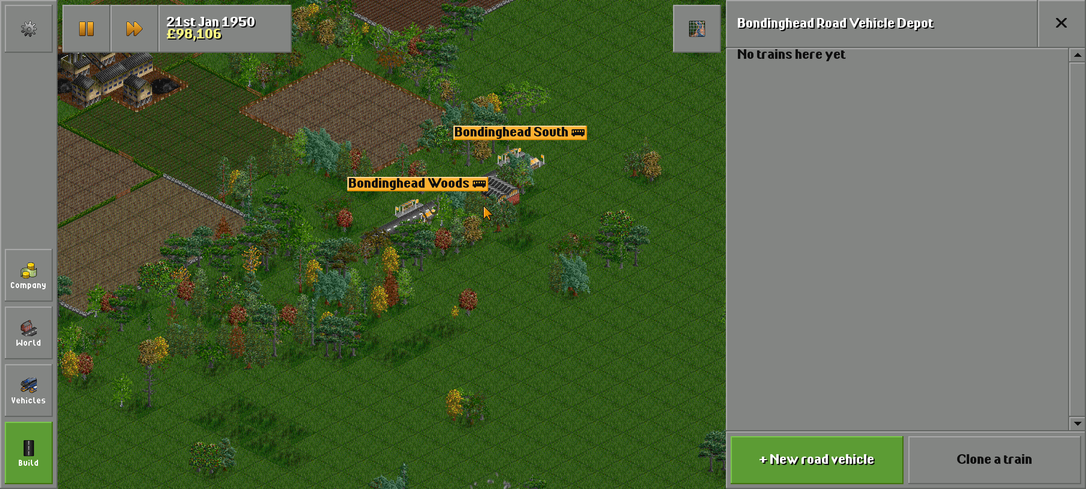 21st Jan 1950
£98,106
Bondinghead Road Vehicle Depot
No trains here yet
Bondinghead South
Bondinghead Woods
Company
World
Vehicles
Build
+ New road vehicle
Clone a train